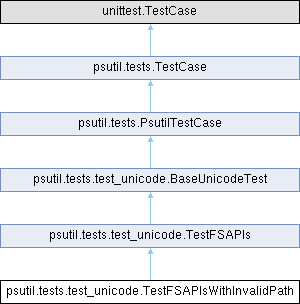 unittest.TestCase
psutil.tests.TestCase
psutil.tests.PsutilTestCase
psutil.tests.test_unicode.BaseUnicodeTest
psutil.tests.test_unicode.TestFSAPIs
psutil.tests.test_unicode.TestFSAPIsWithInvalidPath